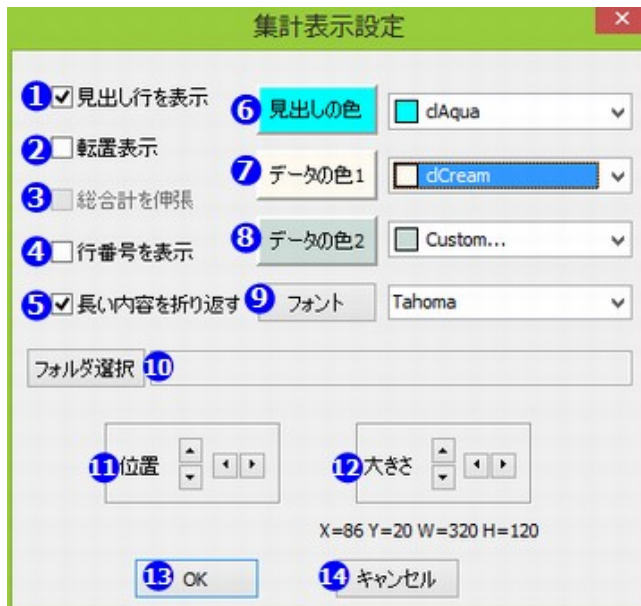 集計表示設定
1 見出し行を表示
6 見出しの色 clAqua
2 転置表示
7 データの色1 clCream
3 総合計を伸張
8 データの色2 Custom...
4 行番号を表示
5 長い内容を折り返す
9 フォント Tahoma
フォルダ選択 10
11 位置
12 大きさ
X=86 Y=20 W=320 H=120
13 OK
14 キャンセル